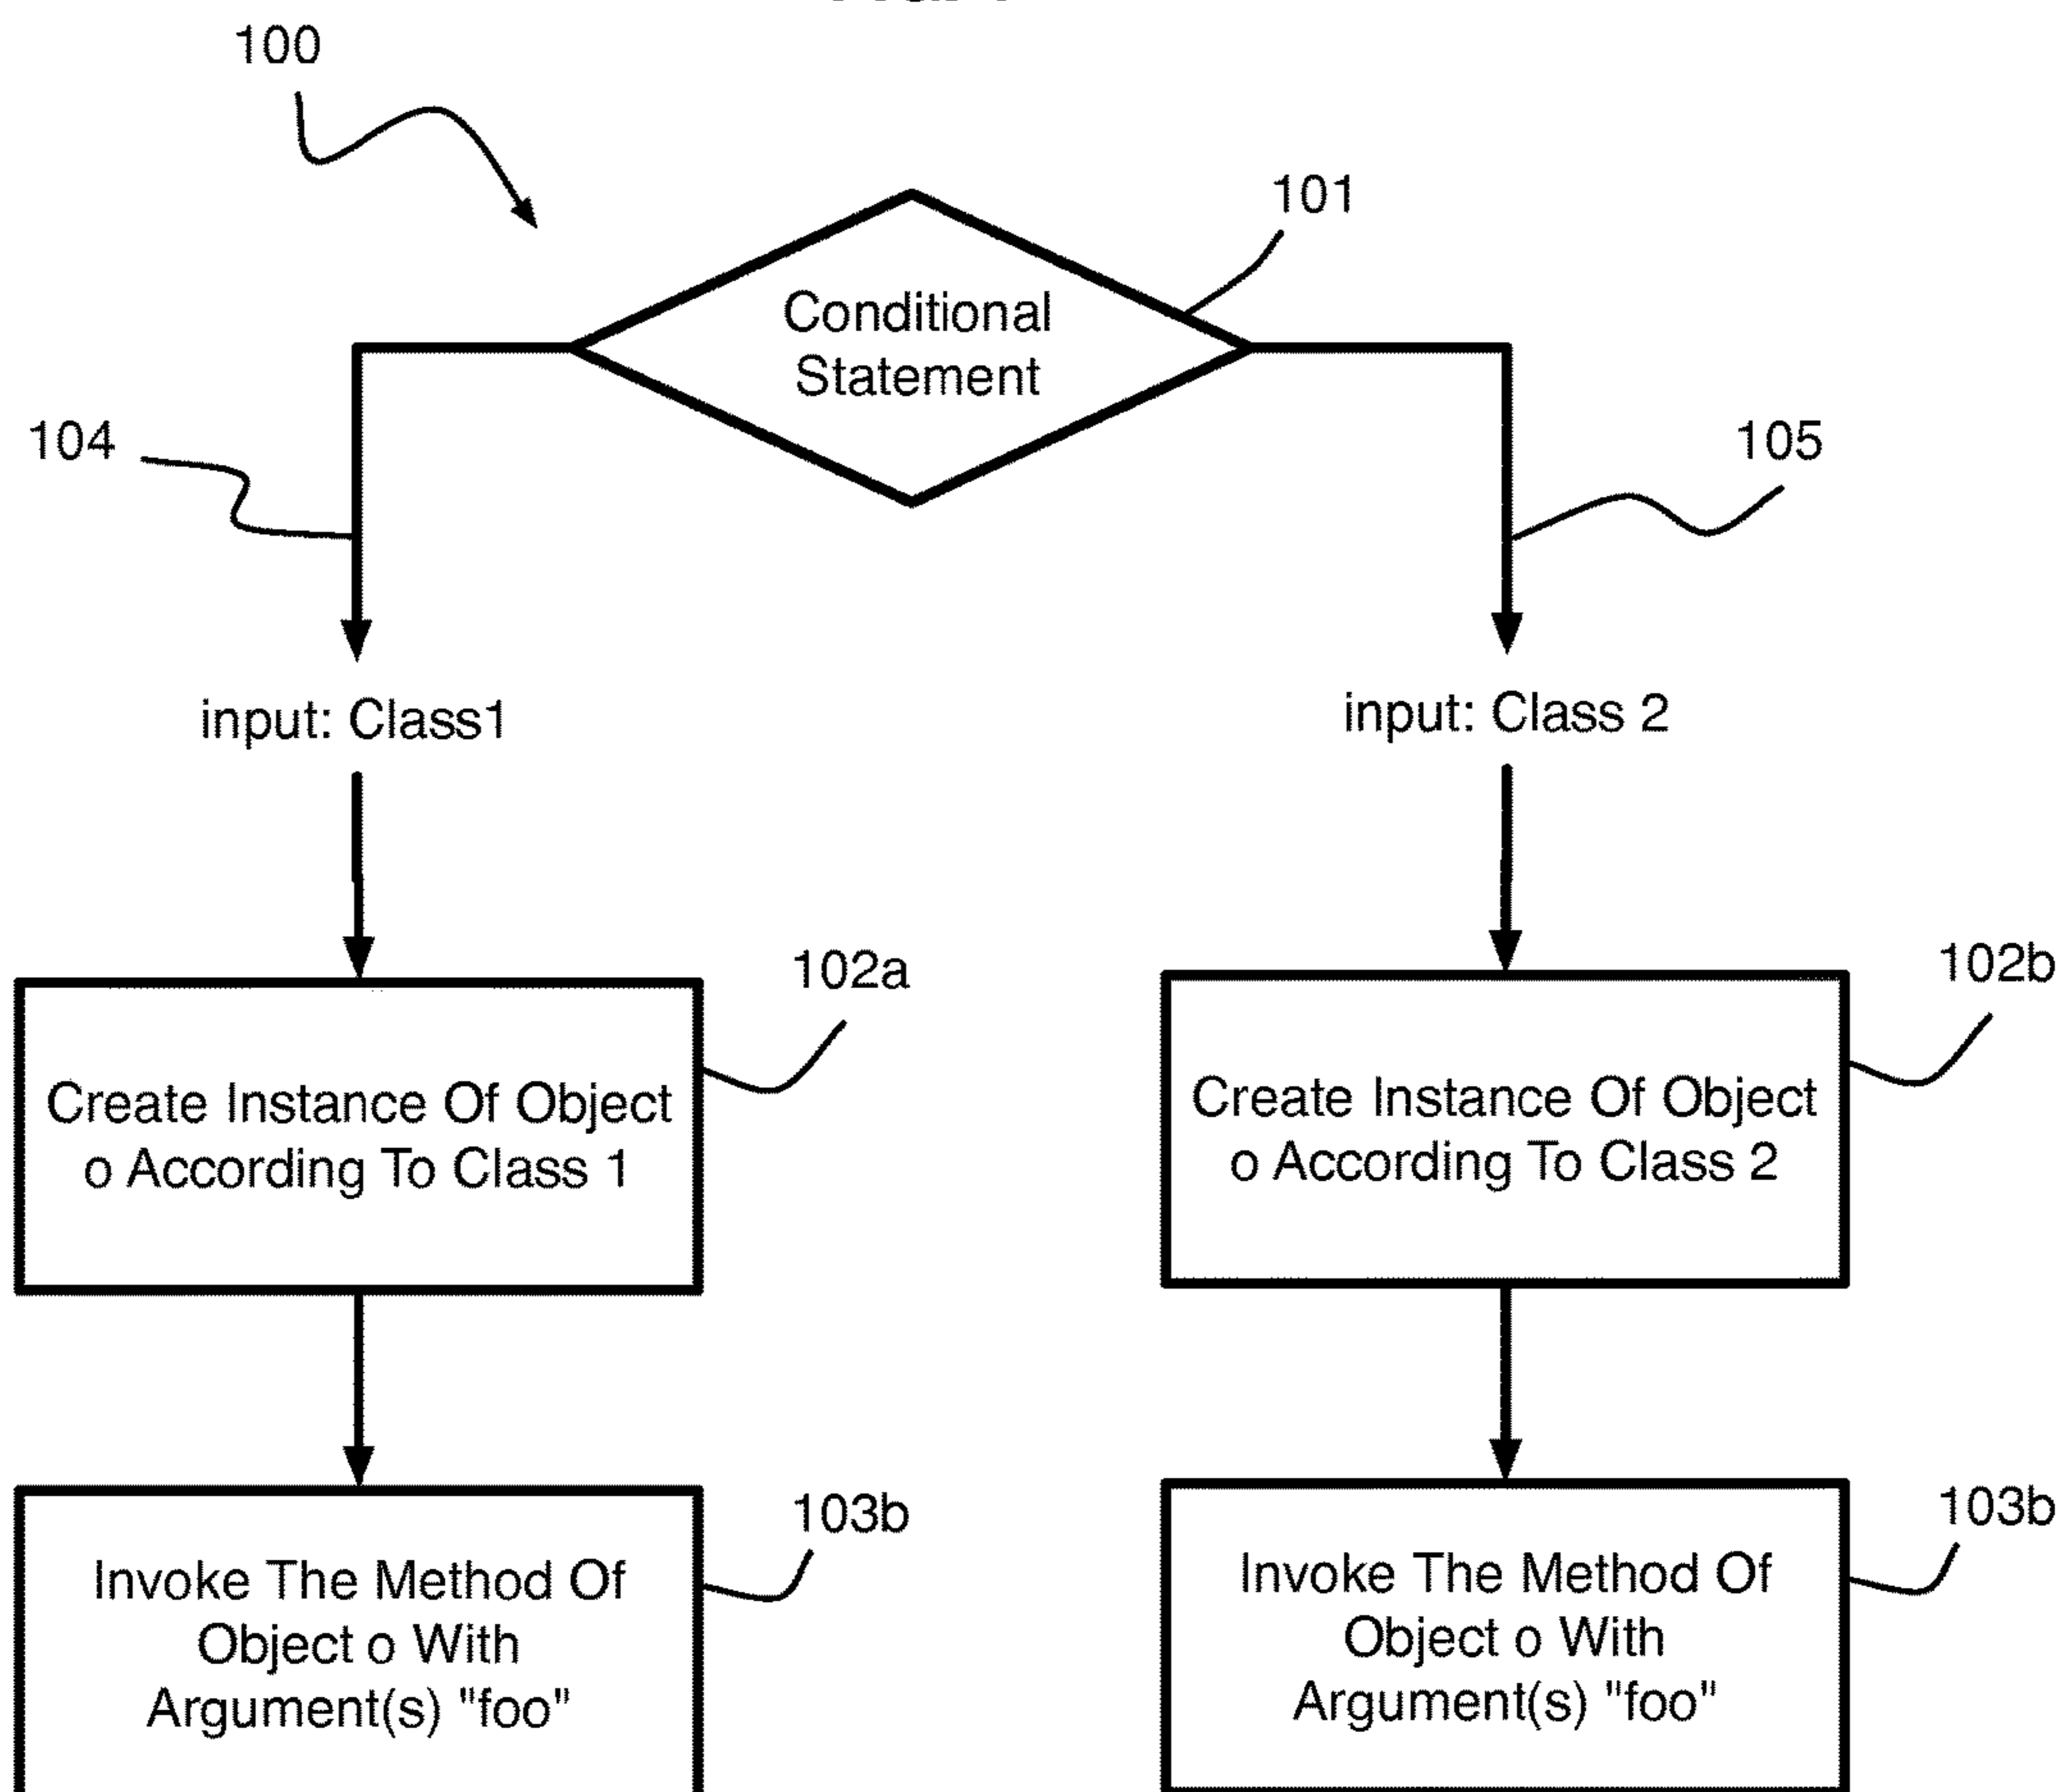 100
101
Conditional
Statement
104
105
input: Class1
input: Class 2
102a
102b
Create Instance Of Object
o According To Class 1
Create Instance Of Object
o According To Class 2
103b
103b
Invoke The Method Of
Object o With
Argument(s) "foo"
Invoke The Method Of
Object o With
Argument(s) "foo"